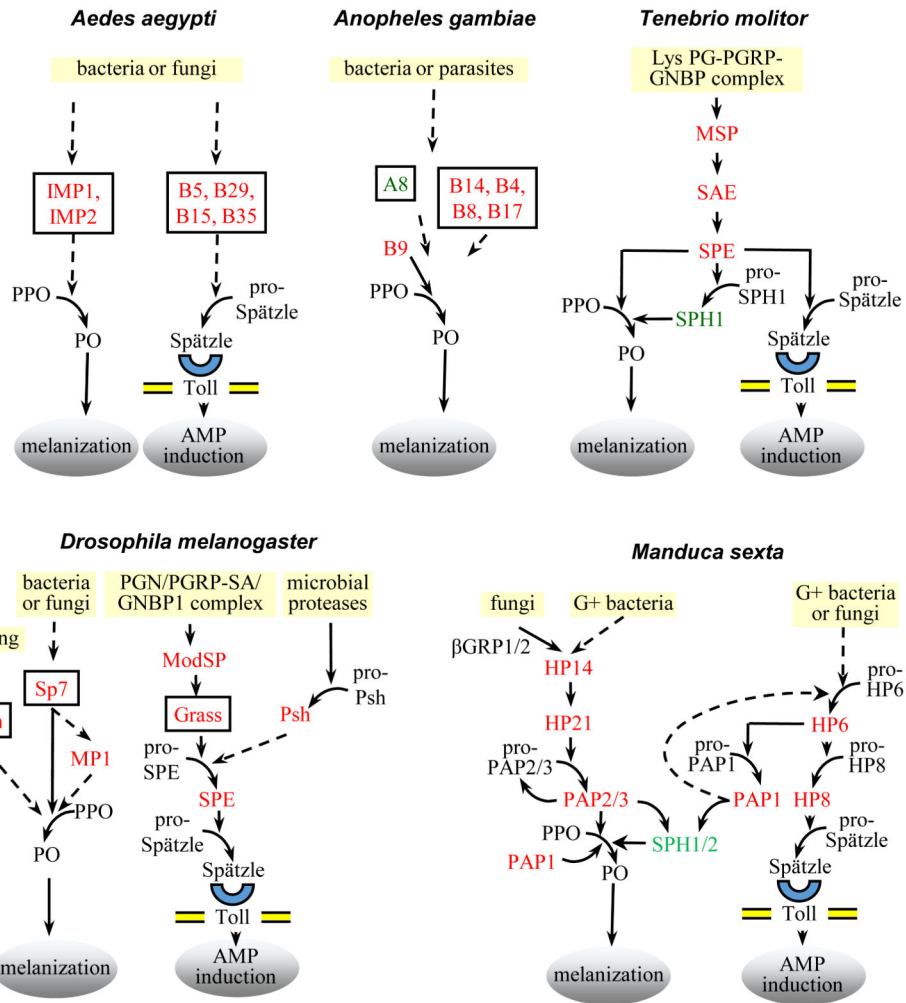 Aedes aegypti
bacteria or fungi
IMP1,
IMP2
B5, B29,
B15, B35
PPO
PO
pro-
Spätzle
Spätzle
Toll
melanization
AMP
induction
Anopheles gambiae
bacteria or parasites
A8
B14, B4,
B8, B17
B9
PPO
PO
melanization
Tenebrio molitor
Lys PG-PGRP-
GNBP complex
MSP
SAE
SPE
pro-
SPH1
PPO
SPH1
PO
pro-
Spätzle
Spätzle
Toll
melanization
AMP
induction
Drosophila melanogaster
bacteria
or fungi
PGN/PGRP-SA/
GNBP1 complex
microbial
proteases
ng
Sp7
MP1
PPO
PO
melanization
ModSP
Grass
Psh
pro-
Psh
pro-
SPE
SPE
pro-
Spätzle
Spätzle
Toll
AMP
induction
Manduca sexta
fungi
G+ bacteria
G+ bacteria
or fungi
βGRP1/2
HP14
HP21
pro-
PAP2/3
PAP2/3
PPO
PAP1
SPH1/2
PO
melanization
pro-
HP6
HP6
pro-
PAP1
PAP1
pro-
HP8
HP8
pro-
Spätzle
Spätzle
Toll
AMP
induction